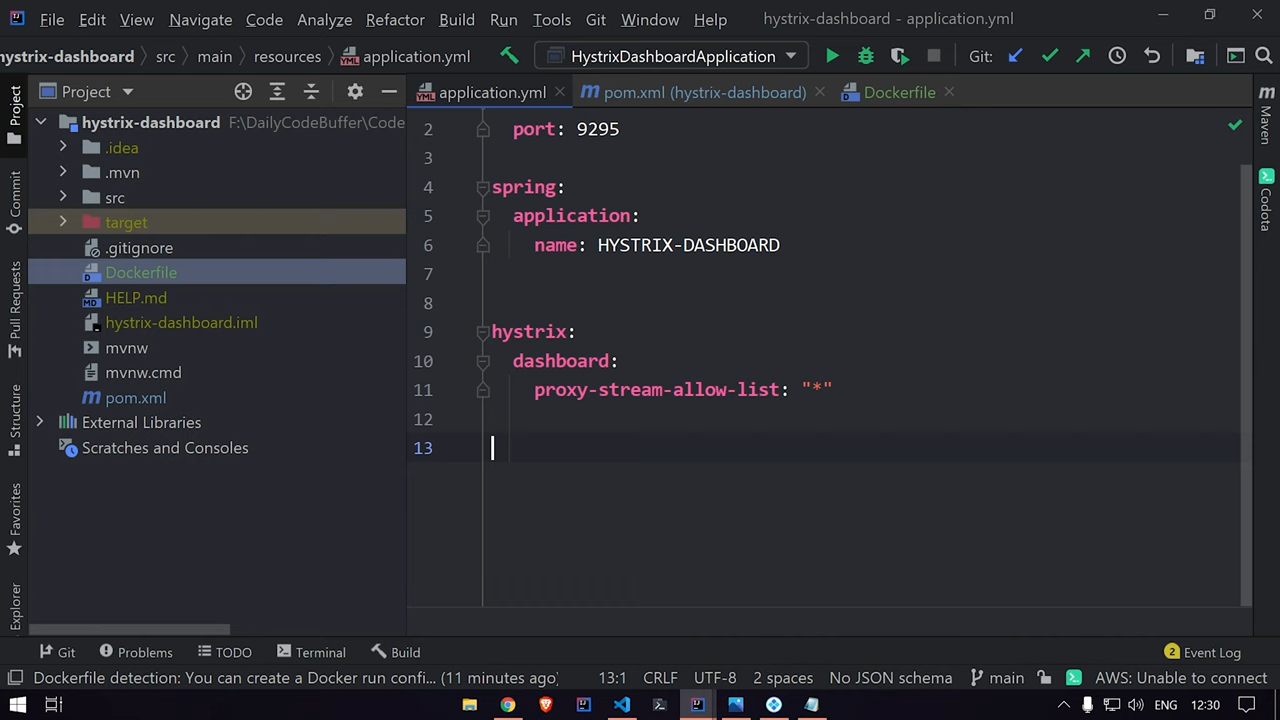 File Edit View Navigate Code Analyze Refactor Build Run Tools Git Window Help hystrix-dashboard - application.yml
hystrix-dashboard src main resources application.yml HystrixDashboardApplication Git:
Project
application.yml pom.xml (hystrix-dashboard) Dockerfile
hystrix-dashboard F:\DailyCodeBuffer\Code
.idea
.mvn
src
target
.gitignore
Dockerfile
HELP.md
hystrix-dashboard.iml
mvnw
mvnw.cmd
pom.xml
External Libraries
Scratches and Consoles
2 port: 9295
3
4 spring:
5 application:
6 name: HYSTRIX-DASHBOARD
7
8
9 hystrix:
10 dashboard:
11 proxy-stream-allow-list: "*"
12
13
Project
Commit
Pull Requests
Structure
Favorites
Explorer
Maven
Codota
Git Problems TODO Terminal Build 2 Event Log
Dockerfile detection: You can create a Docker run confi... (11 minutes ago) 13:1 CRLF UTF-8 2 spaces No JSON schema main AWS: Unable to connect
ENG 12:30